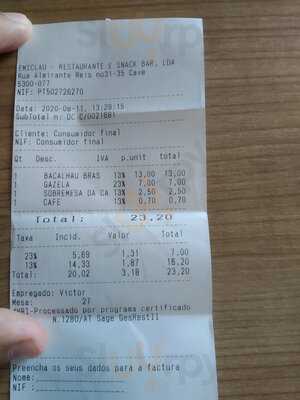 EMICLAU - RESTAURANTE E SNACK BAR, LDA
Rua Almirante Reis no31-35 Cave
5300-077
NIF: PT502726270
Data: 2020-08-11, 13:29:15
SubTotal n: DC C/0021681
Cliente: Consumidor final
NIF: Consumidor final
Qt Desc. IVA p.unit total
1 BACALHAU BRAS 13% 13,00 13,00
1 GAZELA 23% 7,00 7,00
1 SOBREMESA DA CA 13% 2,50 2,50
1 CAFE 13% 0,70 0,70
Total: 23,20
Taxa Incid. Valor Total
23% 5,69 1,31 7,00
13% 14,33 1,87 16,20
Total: 20,02 3,18 23,20
Empregado: Victor
Mesa: 27
-Processado por programa certificado
N.1280/AT Sage GesRestII
Preencha os seus dados para a factura
Nome:
NIF :